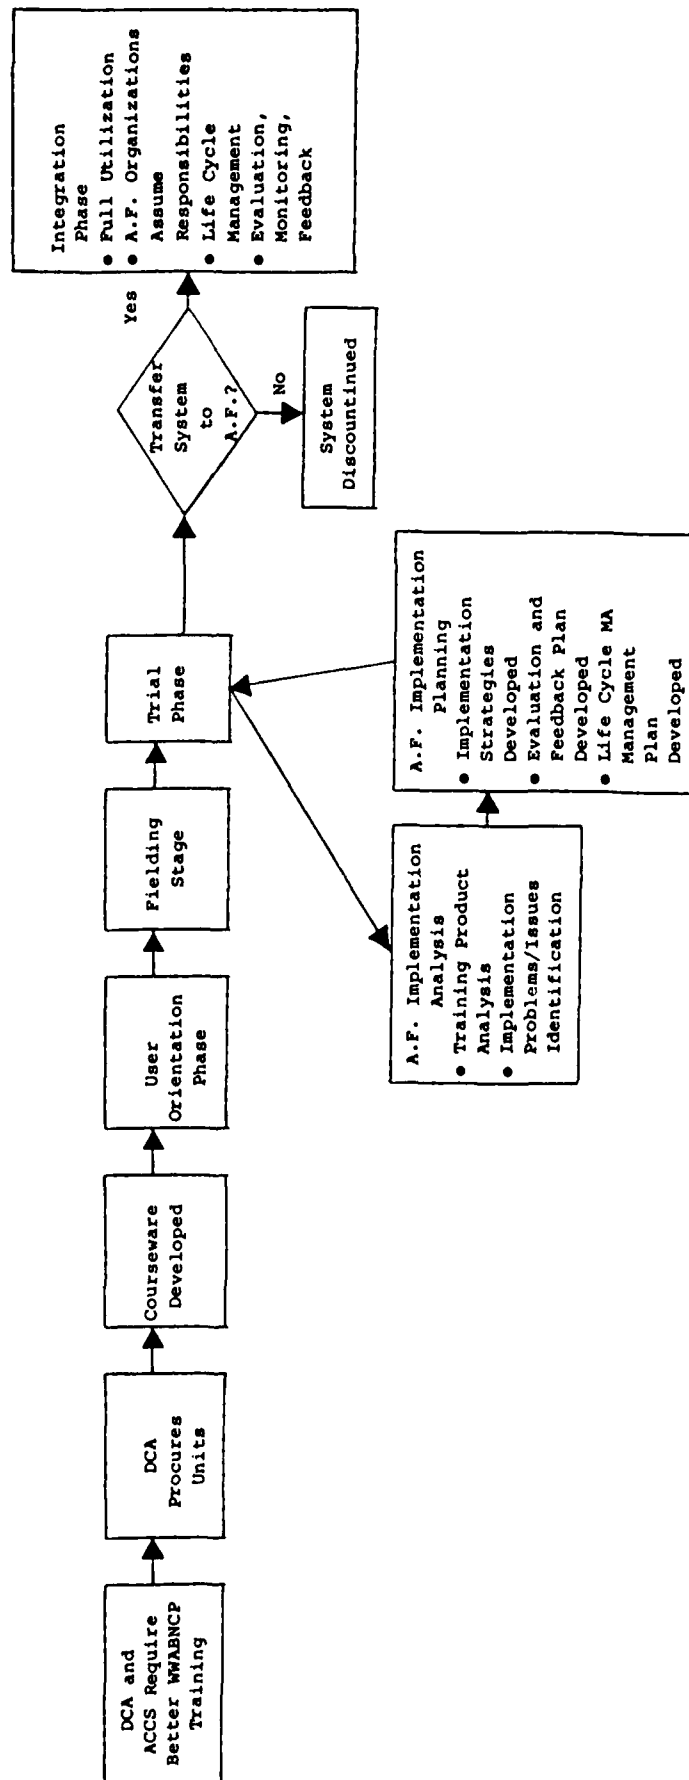 DCA and
ACCS Require
Better WWABNCP
Training
DCA
Procures
Units
Courseware
Developed
User
Orientation
Phase
Fielding
Stage
Trial
Phase
A.F. Implementation
Analysis
● Training Product
Analysis
● Implementation
Problems/Issues
Identification
A.F. Implementation
Planning
● Implementation
Strategies
Developed
● Evaluation and
Feedback Plan
Developed
● Life Cycle MA
Management
Plan
Developed
Transfer
System
to
A.F.?
Yes
No
System
Discountinued
Integration
Phase
● Full Utilization
● A.F. Organizations
Assume
Responsibilities
● Life Cycle
Management
● Evaluation,
Monitoring,
Feedback